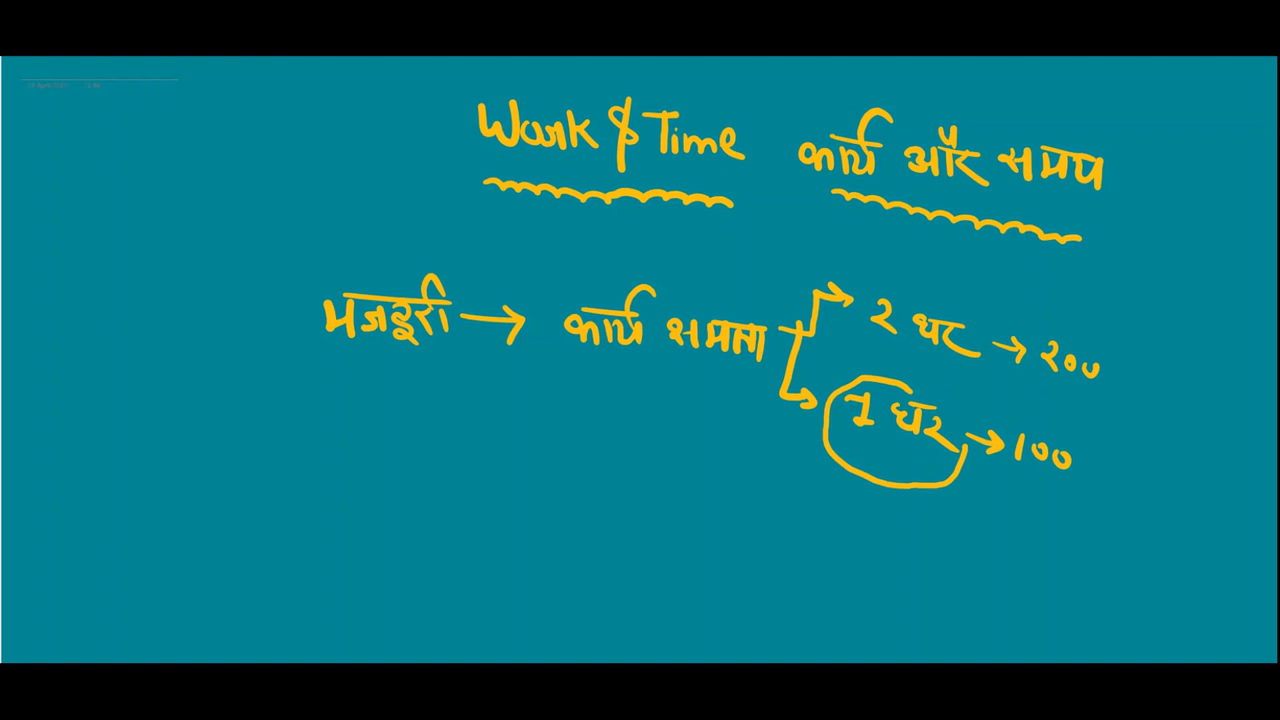 Work & Time कार्य और समय
मजदूरी → कार्य क्षमता → २ घर → २००
1 घर → 100